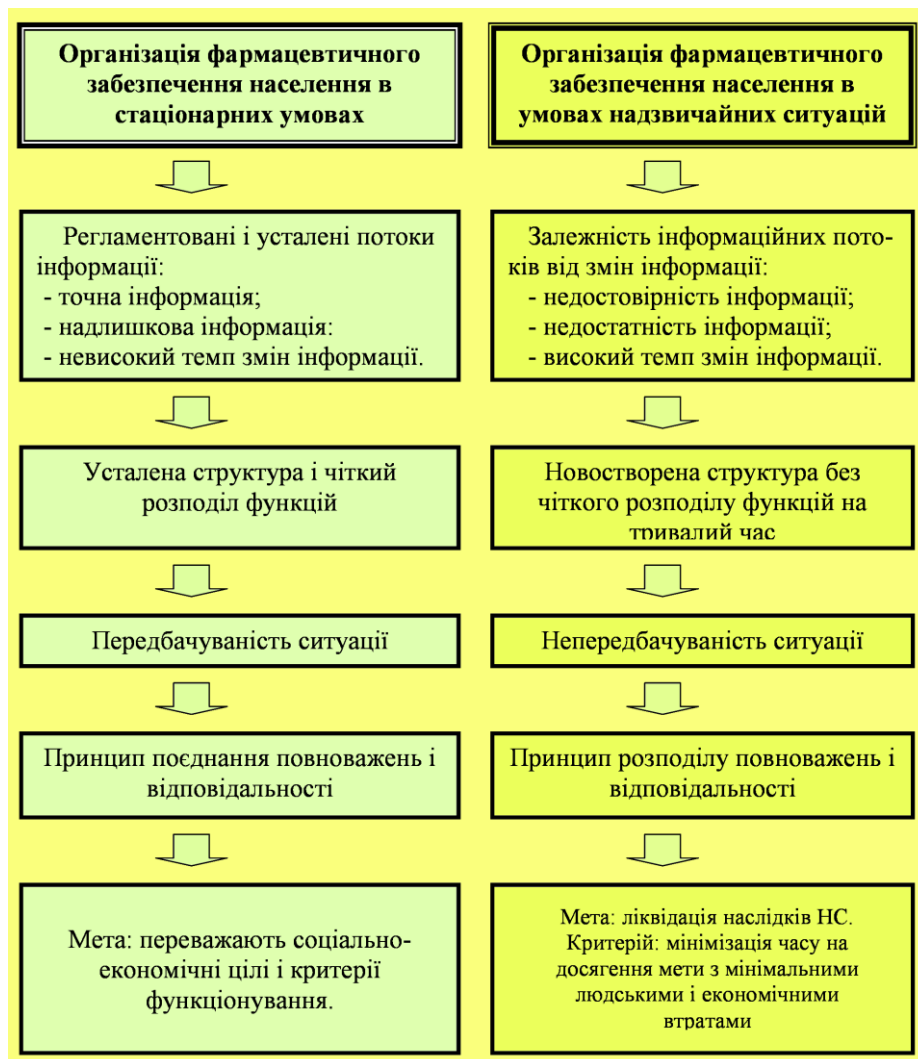 Організація фармацевтичного
забезпечення населення в
стаціонарних умовах
Організація фармацевтичного
забезпечення населення в
умовах надзвичайних ситуацій
Регламентовані і усталені потоки
інформації:
- точна інформація;
- надлишкова інформація:
- невисокий темп змін інформації.
Залежність інформаційних пото-
ків від змін інформації:
- недостовірність інформації;
- недостатність інформації;
- високий темп змін інформації.
Усталена структура і чіткий
розподіл функцій
Новостворена структура без
чіткого розподілу функцій на
тривалий час
Передбачуваність ситуації
Непередбачуваність ситуації
Принцип поєднання повноважень і
відповідальності
Принцип розподілу повноважень і
відповідальності
Мета: переважають соціально-
економічні цілі і критерії
функціонування.
Мета: ліквідація наслідків НС.
Критерій: мінімізація часу на
досягення мети з мінімальними
людськими і економічними
втратами